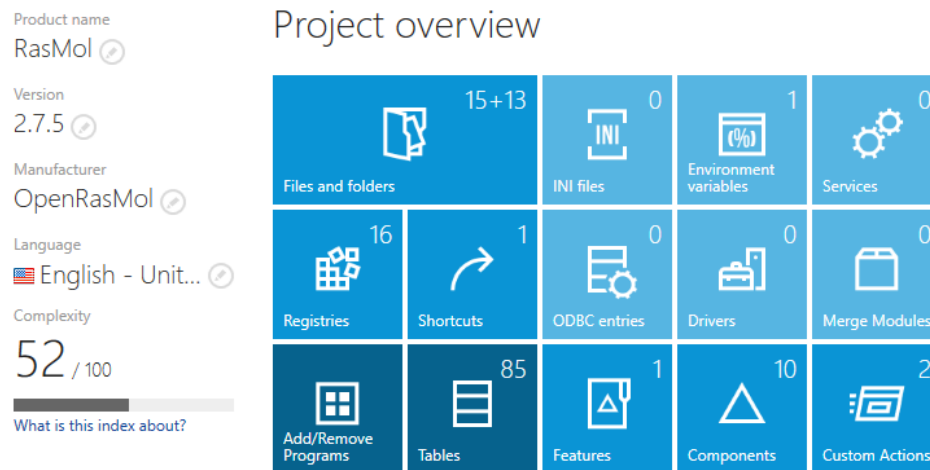 Product name
RasMol
Version
2.7.5
Manufacturer
OpenRasMol
Language
English - Unit...
Complexity
52 / 100
What is this index about?
Project overview
15+13
Files and folders
0
INI
INI files
1
(%)
Environment
variables
0
Services
16
Registries
1
Shortcuts
0
ODBC entries
0
Drivers
0
Merge Modules
Add/Remove
Programs
85
Tables
1
Features
10
Components
2
Custom Actions